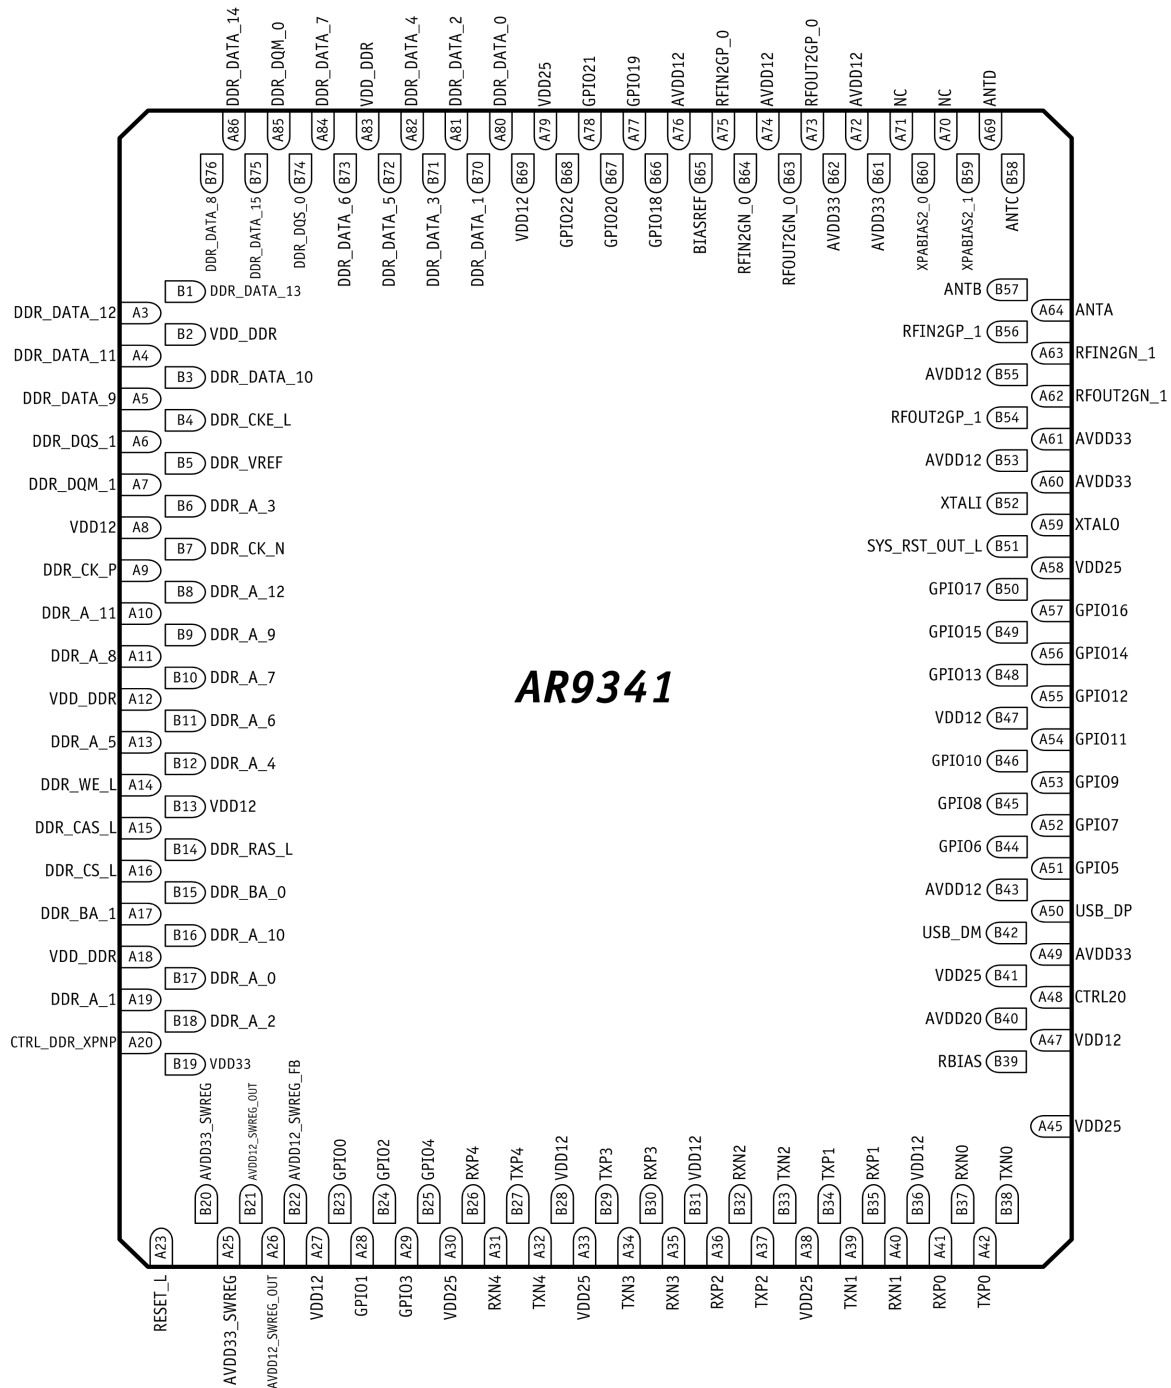 DDR_DATA_14
DDR_DQM_0
DDR_DATA_7
VDD_DDR
DDR_DATA_4
DDR_DATA_2
DDR_DATA_0
VDD25
GPIO21
GPIO19
AVDD12
RFIN2GP_0
AVDD12
RFOUT2GP_0
AVDD12
NC
NC
ANTD
A86
A85
A84
A83
A82
A81
A80
A79
A78
A77
A76
A75
A74
A73
A72
A71
A70
A69
B76
B75
B74
B73
B72
B71
B70
B69
B68
B67
B66
B65
B64
B63
B62
B61
B60
B59
B58
DDR_DATA_8
DDR_DATA_15
DDR_DQS_0
DDR_DATA_6
DDR_DATA_5
DDR_DATA_3
DDR_DATA_1
VDD12
GPIO22
GPIO20
GPIO18
BIASREF
RFIN2GN_0
RFOUT2GN_0
AVDD33
AVDD33
XPABIAS2_0
XPABIAS2_1
ANTC
B1 DDR_DATA_13
DDR_DATA_12 A3
B2 VDD_DDR
DDR_DATA_11 A4
B3 DDR_DATA_10
DDR_DATA_9 A5
B4 DDR_CKE_L
DDR_DQS_1 A6
B5 DDR_VREF
DDR_DQM_1 A7
B6 DDR_A_3
VDD12 A8
B7 DDR_CK_N
DDR_CK_P A9
B8 DDR_A_12
DDR_A_11 A10
B9 DDR_A_9
DDR_A_8 A11
B10 DDR_A_7
VDD_DDR A12
B11 DDR_A_6
DDR_A_5 A13
B12 DDR_A_4
DDR_WE_L A14
B13 VDD12
DDR_CAS_L A15
B14 DDR_RAS_L
DDR_CS_L A16
B15 DDR_BA_0
DDR_BA_1 A17
B16 DDR_A_10
VDD_DDR A18
B17 DDR_A_0
DDR_A_1 A19
B18 DDR_A_2
CTRL_DDR_XPNP A20
B19 VDD33
AR9341
ANTB B57
A64 ANTA
RFIN2GP_1 B56
A63 RFIN2GN_1
AVDD12 B55
A62 RFOUT2GN_1
RFOUT2GP_1 B54
A61 AVDD33
AVDD12 B53
A60 AVDD33
XTALI B52
A59 XTALO
SYS_RST_OUT_L B51
A58 VDD25
GPIO17 B50
A57 GPIO16
GPIO15 B49
A56 GPIO14
GPIO13 B48
A55 GPIO12
VDD12 B47
A54 GPIO11
GPIO10 B46
A53 GPIO9
GPIO8 B45
A52 GPIO7
GPIO6 B44
A51 GPIO5
AVDD12 B43
A50 USB_DP
USB_DM B42
A49 AVDD33
VDD25 B41
A48 CTRL20
AVDD20 B40
A47 VDD12
RBIAS B39
A45 VDD25
AVDD33_SWREG
AVDD12_SWREG_OUT
AVDD12_SWREG_FB
GPIO0
GPIO2
GPIO4
RXP4
TXP4
VDD12
TXP3
RXP3
VDD12
RXN2
TXN2
TXP1
RXP1
VDD12
RXN0
TXN0
B20
B21
B22
B23
B24
B25
B26
B27
B28
B29
B30
B31
B32
B33
B34
B35
B36
B37
B38
A23
A25
A26
A27
A28
A29
A30
A31
A32
A33
A34
A35
A36
A37
A38
A39
A40
A41
A42
RESET_L
AVDD33_SWREG
AVDD12_SWREG_OUT
VDD12
GPIO1
GPIO3
VDD25
RXN4
TXN4
VDD25
TXN3
RXN3
RXP2
TXP2
VDD25
TXN1
RXN1
RXP0
TXP0